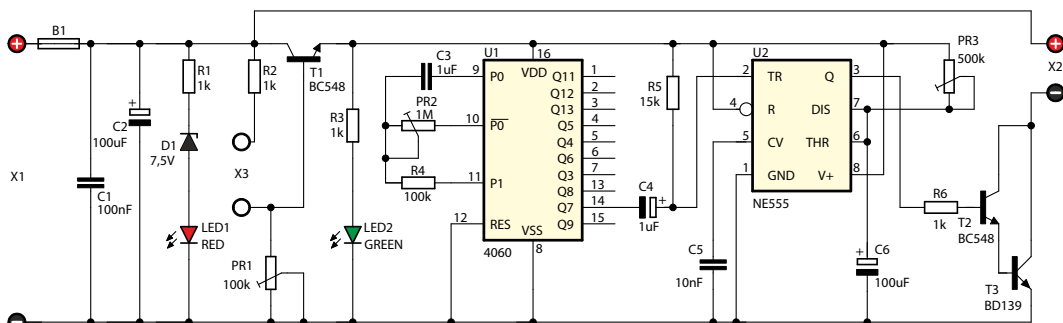 B1
X1
C1
100nF
+
C2
100uF
R1
1k
D1
7,5V
LED1
RED
R2
1k
X3
PR1
100k
T1
BC548
R3
1k
LED2
GREEN
C3
1uF
PR2
1M
R4
100k
U1
16
VDD
9 P0
10 P0
11 P1
12 RES
VSS
8
4060
Q11 1
Q12 2
Q13 3
Q5 4
Q4 5
Q6 6
Q3 7
Q8 13
Q7 14
Q9 15
C4
+
1uF
R5
15k
C5
10nF
U2
2 TR
4 R
5 CV
1 GND
Q 3
DIS 7
THR 6
V+ 8
NE555
PR3
500k
+
C6
100uF
R6
1k
T2
BC548
T3
BD139
X2